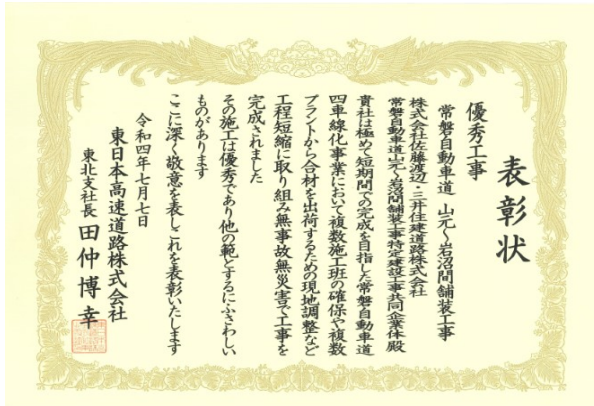 表彰状
優秀工事
常磐自動車道 山元〜岩沼間舗装工事
株式会社佐藤渡辺・三井住建道路株式会社
常磐自動車道山元〜岩沼間舗装工事特定建設工事共同企業体殿
貴社は極めて短期間での完成を目指した常磐自動車道
四車線化事業において複数施工班の確保や複数
プラントから合材を出荷するための現地調整など
工程短縮に取り組み無事故無災害で工事を
完成されました
その施工は優秀であり他の範とするにふさわしい
ものがあります
ここに深く敬意を表しこれを表彰いたします
令和四年七月七日
東日本高速道路株式会社
東北支社長 田仲博幸